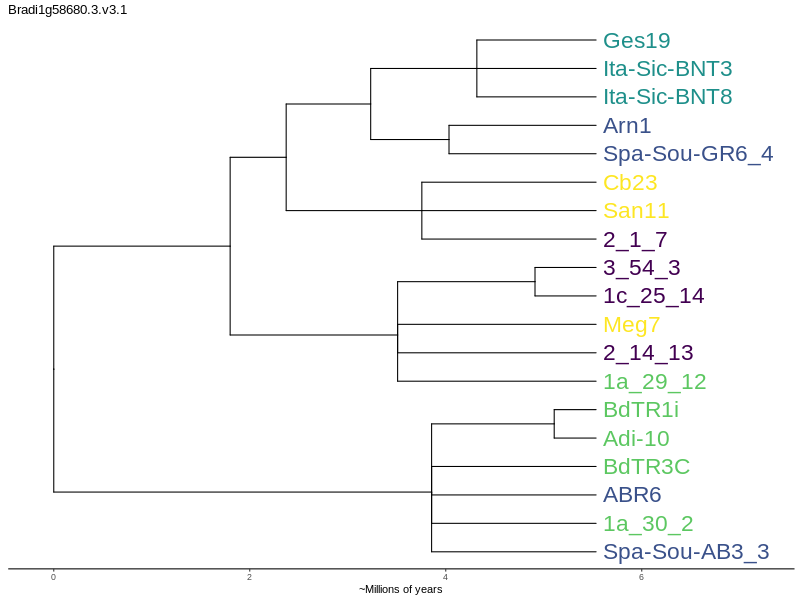 Bradi1g58680.3.v3.1
Ges19
Ita-Sic-BNT3
Ita-Sic-BNT8
Arn1
Spa-Sou-GR6_4
Cb23
San11
2_1_7
3_54_3
1c_25_14
Meg7
2_14_13
1a_29_12
BdTR1i
Adi-10
BdTR3C
ABR6
1a_30_2
Spa-Sou-AB3_3
0 2 4 6
~Millions of years